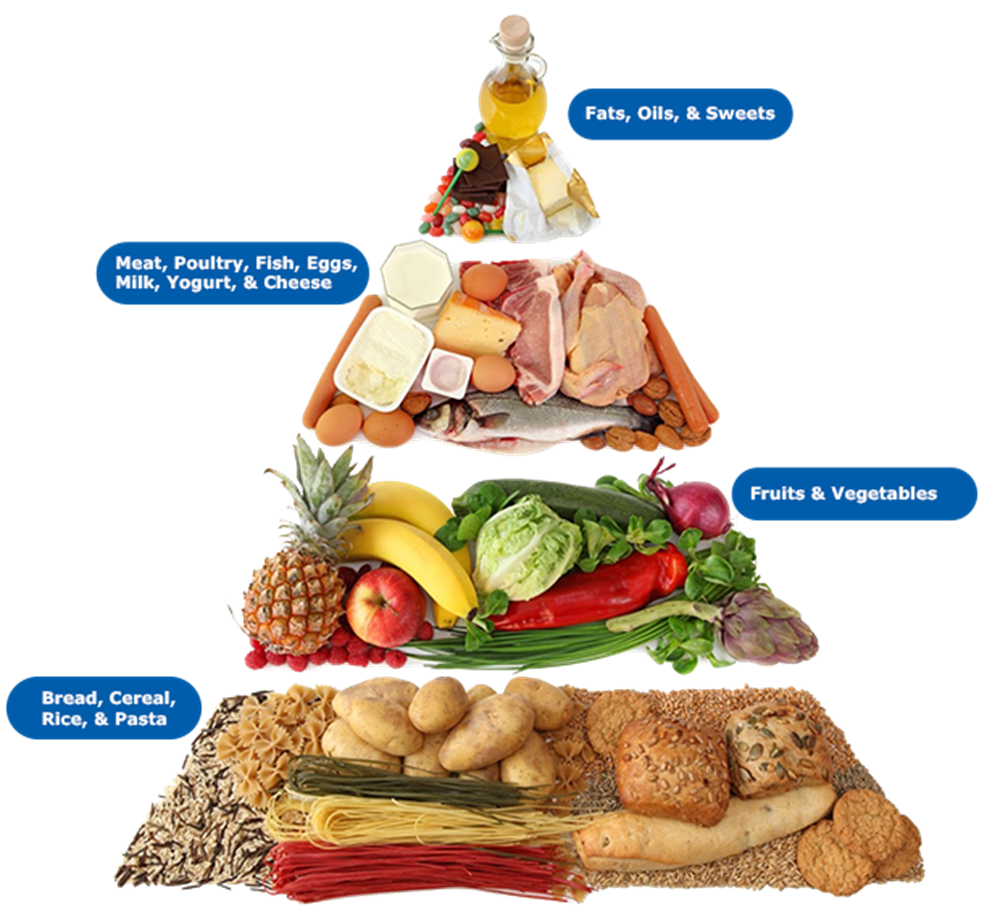 Fats, Oils, & Sweets
Meat, Poultry, Fish, Eggs,
Milk, Yogurt, & Cheese
Fruits & Vegetables
Bread, Cereal,
Rice, & Pasta